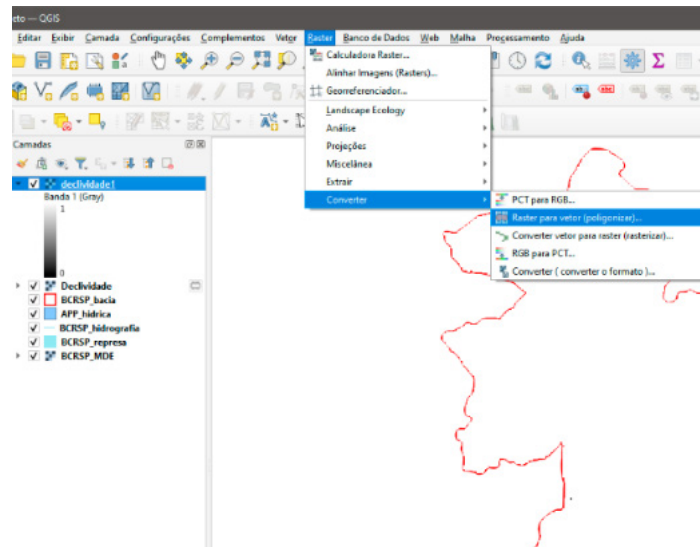 eto — QGIS
Editar Exibir Camada Configurações Complementos Vetor Raster Banco de Dados Web Malha Processamento Ajuda
Calculadora Raster...
Alinhar Imagens (Rasters)...
Georeferenciador...
Landscape Ecology
Análise
Projeções
Miscelânea
Extrair
Converter
PCT para RGB...
Raster para vetor (poligonizar)...
Converter vetor para raster (rasterizar)...
RGB para PCT...
Converter ( converter o formato )...
Camadas
declividade1
Banda 1 (Gray)
1
0
Declividade
BCRSP_bacia
APP_hidrica
BCRSP_hidrografia
BCRSP_represa
BCRSP_MDE